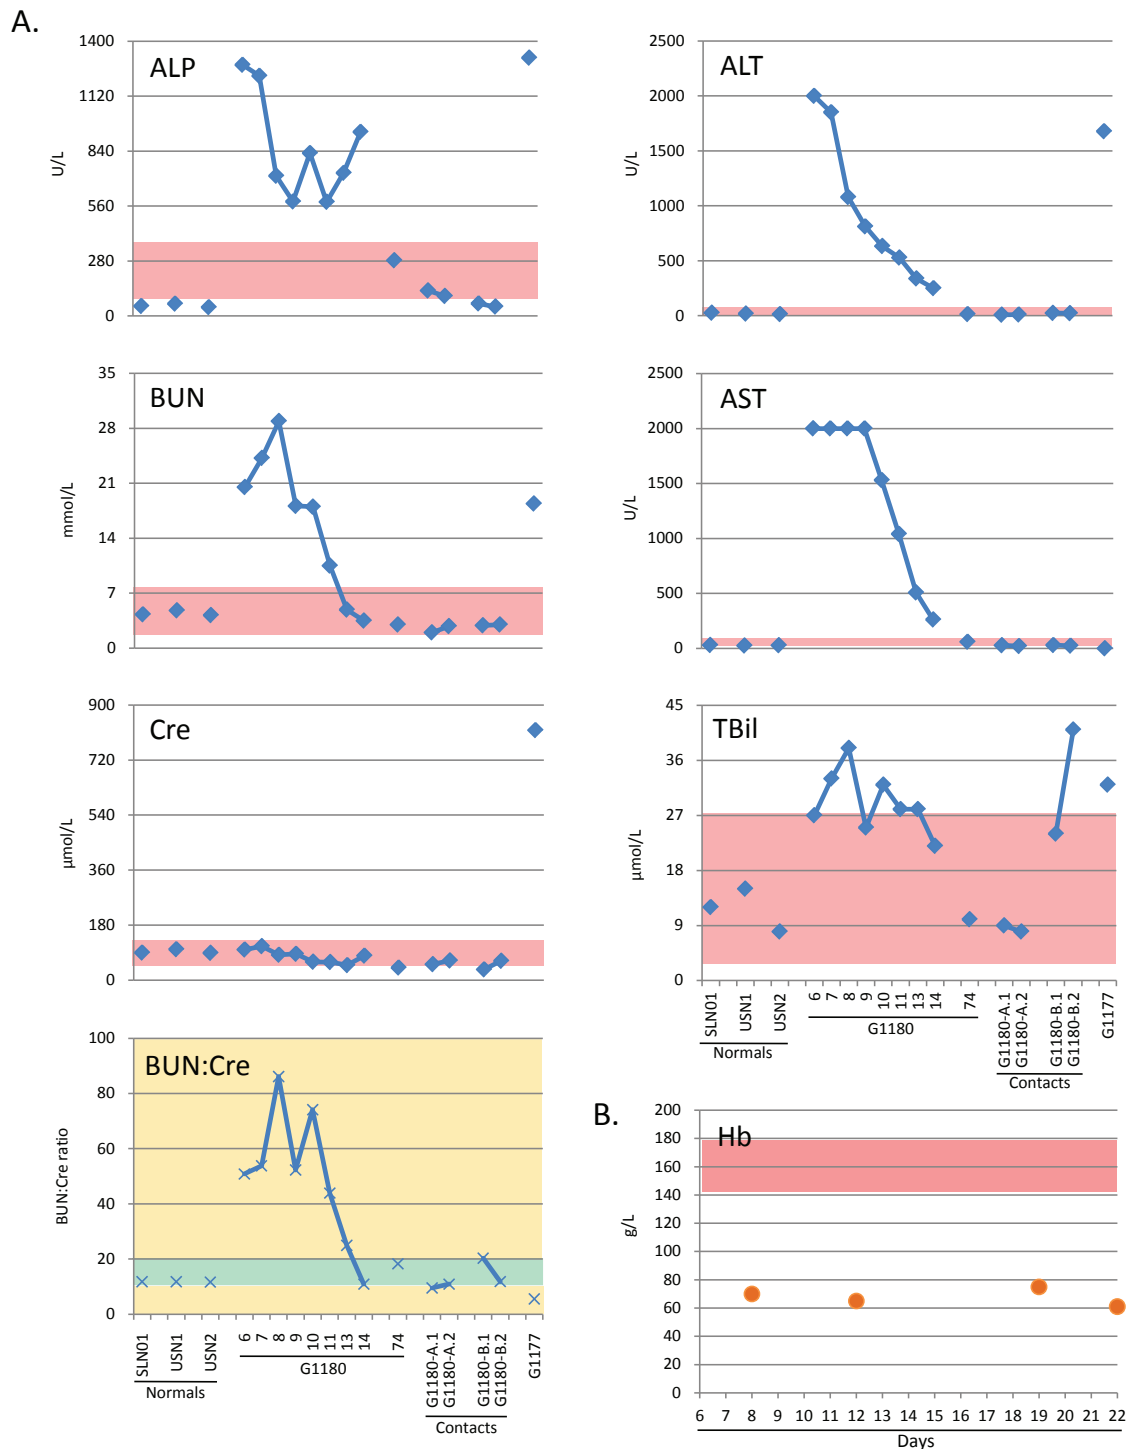 A.
ALP
1400
1120
840
560
280
0
U/L
ALT
2500
2000
1500
1000
500
0
U/L
BUN
35
28
21
14
7
0
mmol/L
AST
2500
2000
1500
1000
500
0
U/L
Cre
900
720
540
360
180
0
µmol/L
TBil
45
36
27
18
9
0
µmol/L
SLN01 USN1 USN2 6 7 8 9 10 11 13 14 74 G1180-A.1 G1180-A.2 G1180-B.1 G1180-B.2 G1177
Normals G1180 Contacts
BUN:Cre
100
80
60
40
20
0
BUN:Cre ratio
SLN01 USN1 USN2 6 7 8 9 10 11 13 14 74 G1180-A.1 G1180-A.2 G1180-B.1 G1180-B.2 G1177
Normals G1180 Contacts
B.
Hb
200
180
160
140
120
100
80
60
40
20
0
g/L
6 7 8 9 10 11 12 13 14 15 16 17 18 19 20 21 22
Days